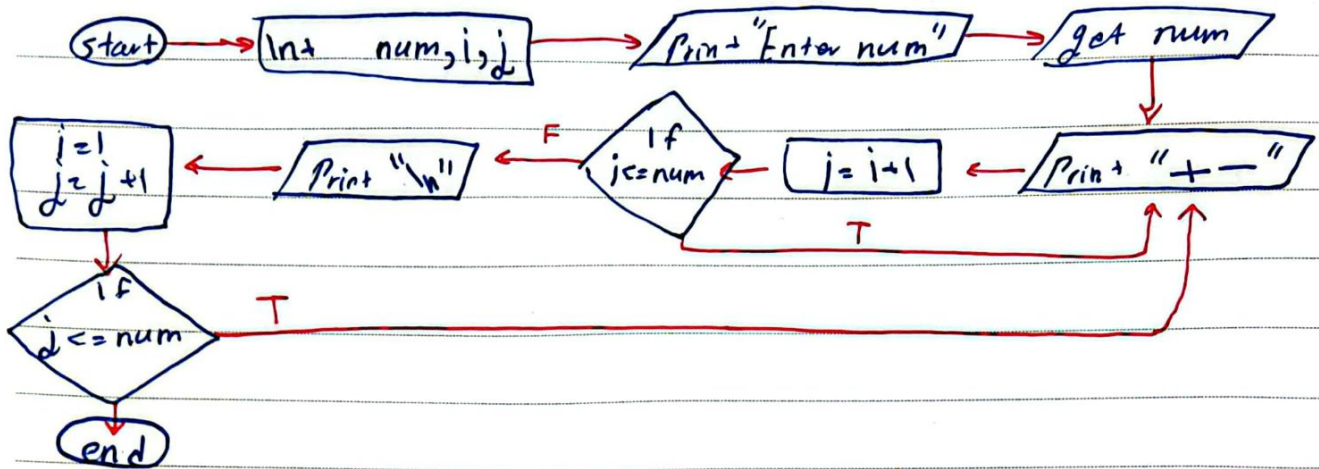 start
Int num, i, j
Print "Enter num"
get num
Print "+ -"
i = i+1
If
i<=num
T
F
Print "\n"
i=1
j = j+1
if
j <= num
T
end